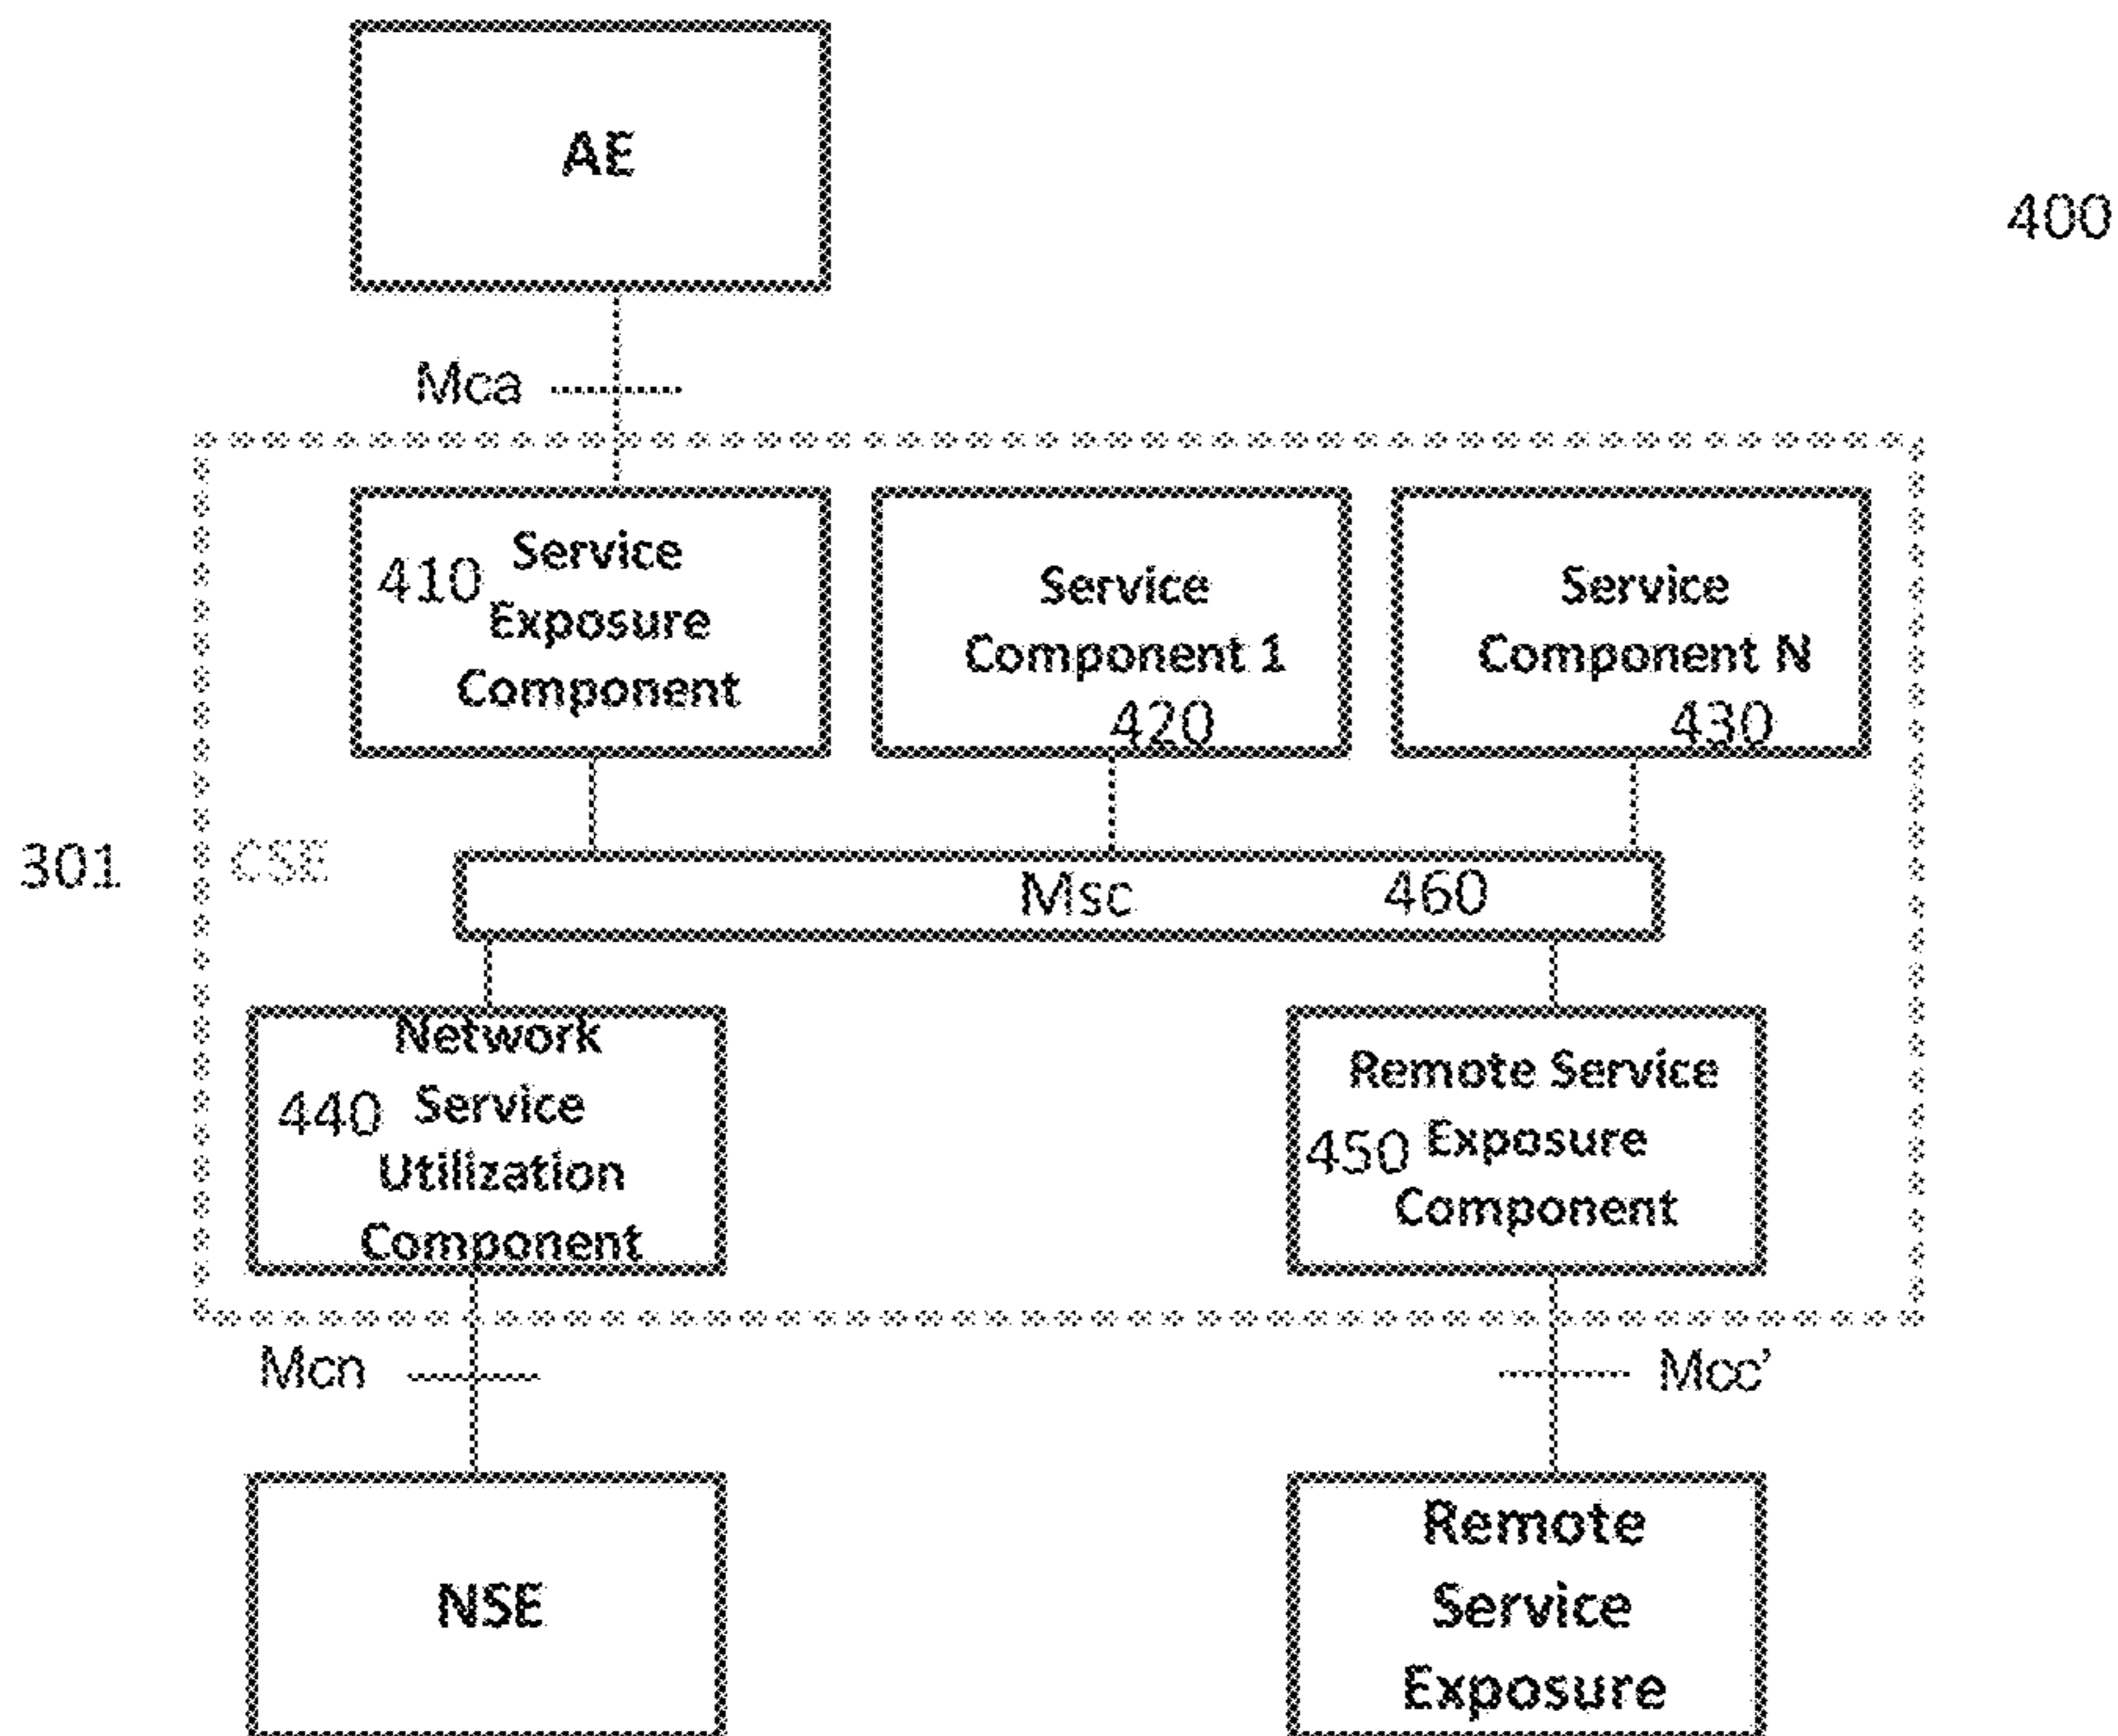 AE
400
Mca
410
Service
Exposure
Component
Service
Component 1
420
Service
Component N
430
301
CSE
Msc
460
Network
440 Service
Utilization
Component
Remote Service
450 Exposure
Component
Mcn
Mcc'
NSE
Remote
Service
Exposure